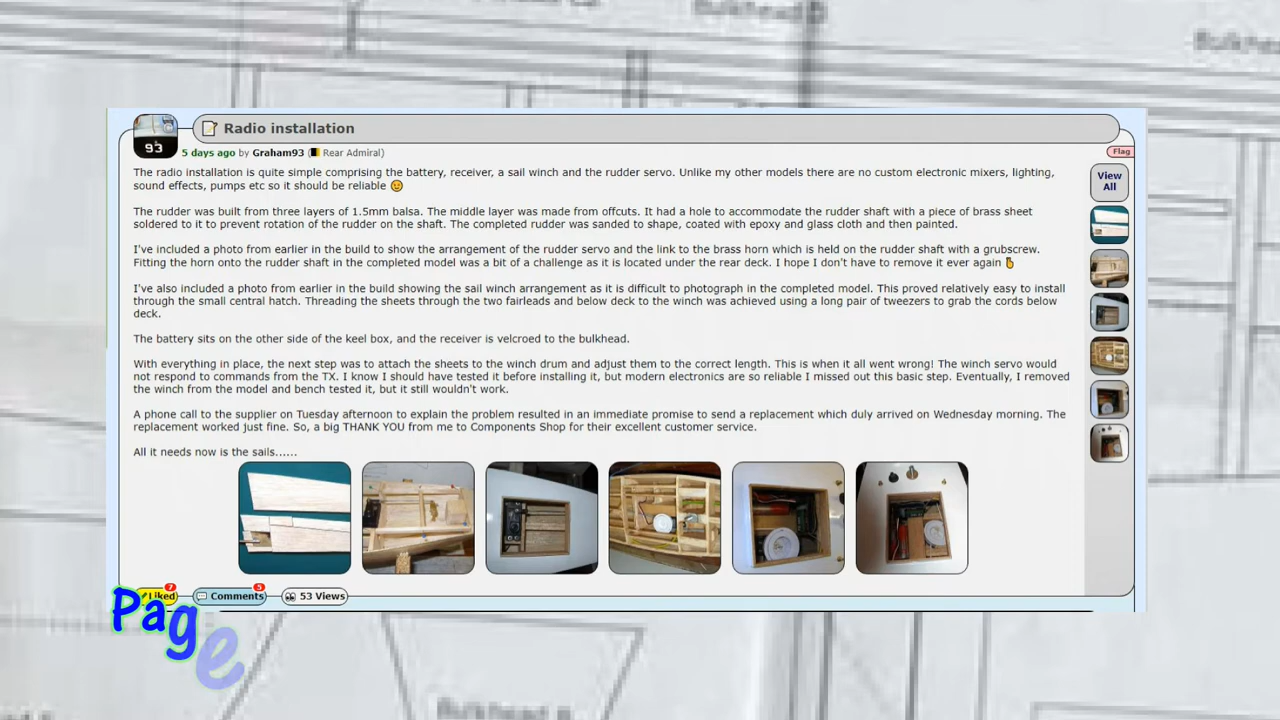 Bulkhead
Radio installation
93
5 days ago by Graham93 (Rear Admiral)
Flag
The radio installation is quite simple comprising the battery, receiver, a sail winch and the rudder servo. Unlike my other models there are no custom electronic mixers, lighting,
sound effects, pumps etc so it should be reliable
View
All
The rudder was built from three layers of 1.5mm balsa. The middle layer was made from offcuts. It had a hole to accommodate the rudder shaft with a piece of brass sheet
soldered to it to prevent rotation of the rudder on the shaft. The completed rudder was sanded to shape, coated with epoxy and glass cloth and then painted.
I've included a photo from earlier in the build to show the arrangement of the rudder servo and the link to the brass horn which is held on the rudder shaft with a grubscrew.
Fitting the horn onto the rudder shaft in the completed model was a bit of a challenge as it is located under the rear deck. I hope I don't have to remove it ever again
I've also included a photo from earlier in the build showing the sail winch arrangement as it is difficult to photograph in the completed model. This proved relatively easy to install
through the small central hatch. Threading the sheets through the two fairleads and below deck to the winch was achieved using a long pair of tweezers to grab the cords below
deck.
The battery sits on the other side of the keel box, and the receiver is velcroed to the bulkhead.
With everything in place, the next step was to attach the sheets to the winch drum and adjust them to the correct length. This is when it all went wrong! The winch servo would
not respond to commands from the TX. I know I should have tested it before installing it, but modern electronics are so reliable I missed out this basic step. Eventually, I removed
the winch from the model and bench tested it, but it still wouldn't work.
A phone call to the supplier on Tuesday afternoon to explain the problem resulted in an immediate promise to send a replacement which duly arrived on Wednesday morning. The
replacement worked just fine. So, a big THANK YOU from me to Components Shop for their excellent customer service.
All it needs now is the sails......
Liked 7
Comments 5
53 Views
Page